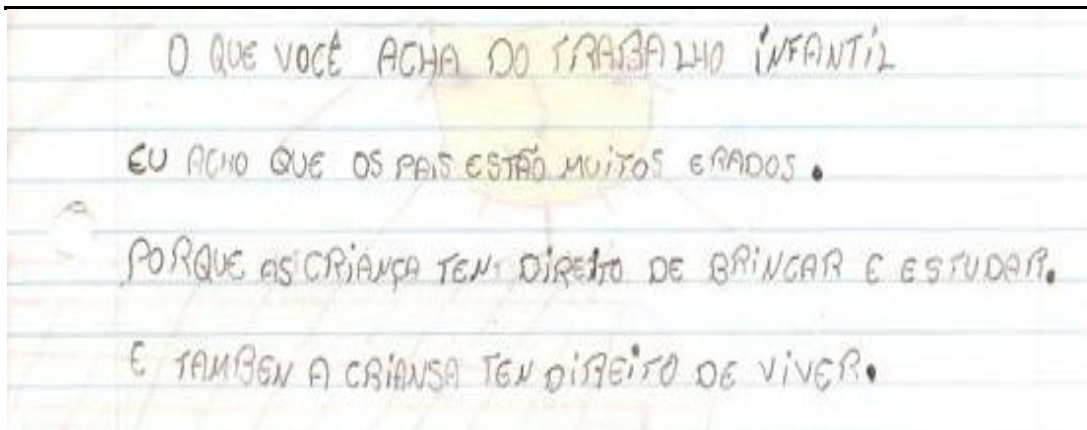 O QUE VOCÊ ACHA DO TRABALHO INFANTIL
EU ACHO QUE OS PAIS ESTÃO MUITOS ERADOS.
PORQUE AS CRIANÇA TEN DIREITO DE BRINCAR E ESTUDAR.
E TAMBEN A CRIANSA TEN DIREITO DE VIVER.